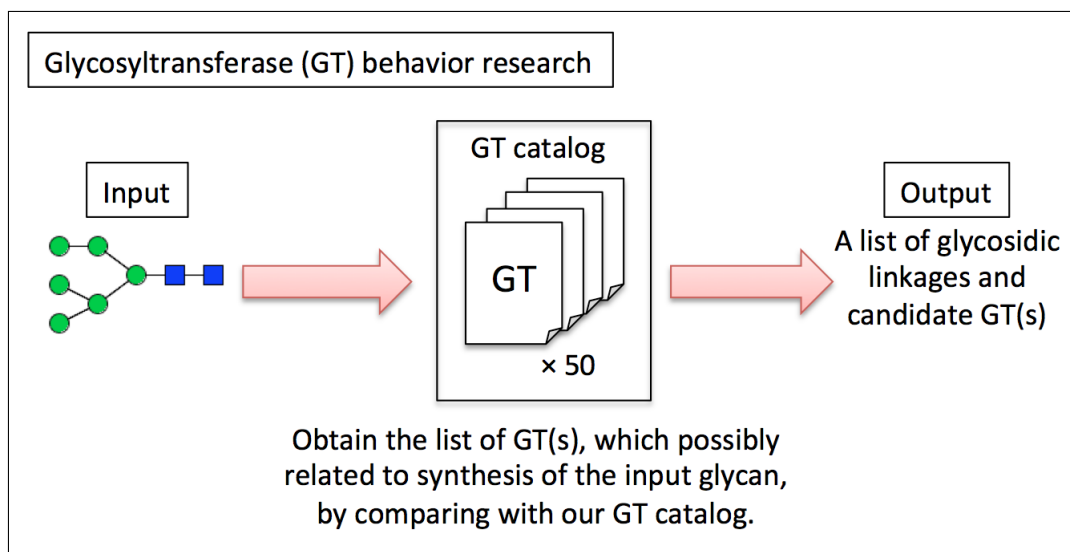 Glycosyltransferase (GT) behavior research
Input
GT catalog
GT
× 50
Output
A list of glycosidic
linkages and
candidate GT(s)
Obtain the list of GT(s), which possibly
related to synthesis of the input glycan,
by comparing with our GT catalog.